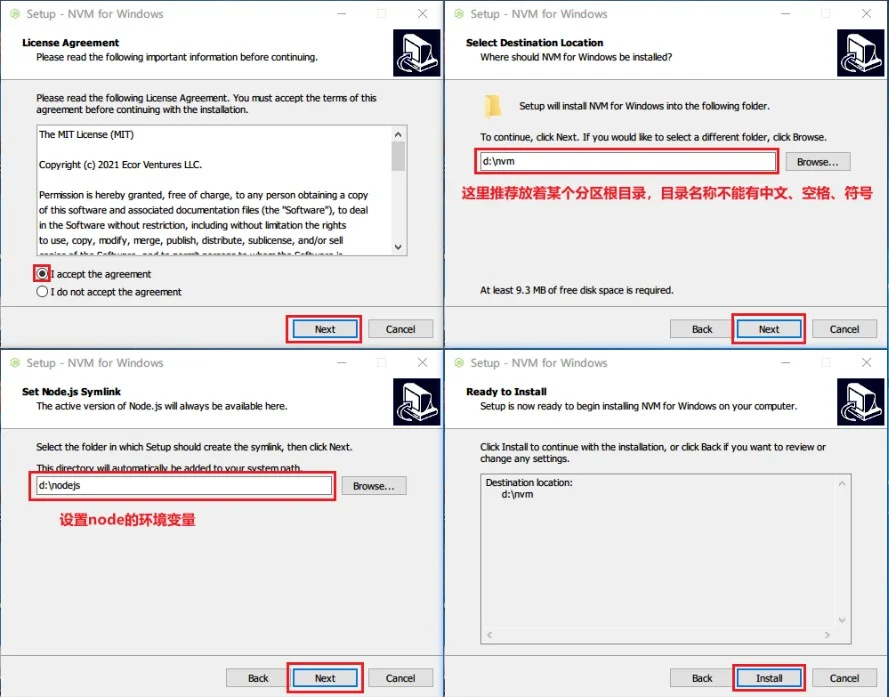 Setup - NVM for Windows
License Agreement
Please read the following important information before continuing.
Please read the following License Agreement. You must accept the terms of this
agreement before continuing with the installation.
The MIT License (MIT)
Copyright (c) 2021 Ecor Ventures LLC.
Permission is hereby granted, free of charge, to any person obtaining a copy
of this software and associated documentation files (the "Software"), to deal
in the Software without restriction, including without limitation the rights
to use, copy, modify, merge, publish, distribute, sublicense, and/or sell
copies of the Software, and to permit persons to whom the Software is
I accept the agreement
I do not accept the agreement
Next
Cancel
Setup - NVM for Windows
Select Destination Location
Where should NVM for Windows be installed?
Setup will install NVM for Windows into the following folder.
To continue, click Next. If you would like to select a different folder, click Browse.
d:\nvm
Browse...
这里推荐放着某个分区根目录，目录名称不能有中文、空格、符号
At least 9.3 MB of free disk space is required.
Back
Next
Cancel
Setup - NVM for Windows
Set Node.js Symlink
The active version of Node.js will always be available here.
Select the folder in which Setup should create the symlink, then click Next.
This directory will automatically be added to your system path.
d:\nodejs
Browse...
设置node的环境变量
Back
Next
Cancel
Setup - NVM for Windows
Ready to Install
Setup is now ready to begin installing NVM for Windows on your computer.
Click Install to continue with the installation, or click Back if you want to review or
change any settings.
Destination location:
d:\nvm
Back
Install
Cancel